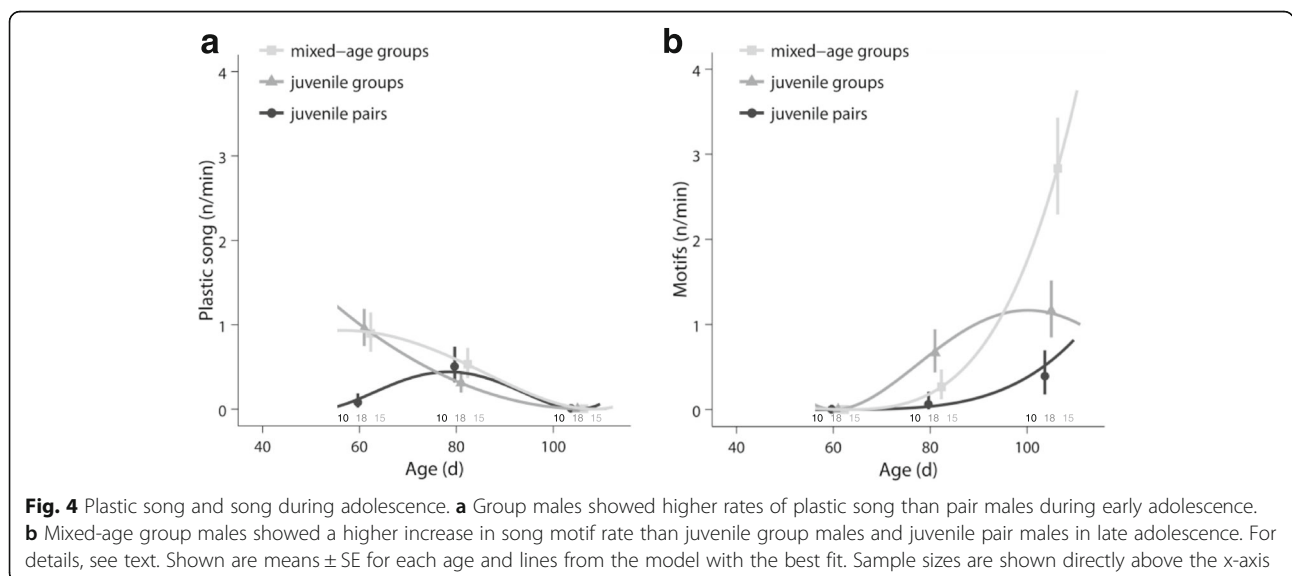 a
mixed–age groups
juvenile groups
juvenile pairs
Plastic song (n/min)
4
3
2
1
0
10 18 15 10 18 15 10 18 15
40 60 80 100
Age (d)
b
mixed–age groups
juvenile groups
juvenile pairs
Motifs (n/min)
4
3
2
1
0
10 18 15 10 18 15 10 18 15
40 60 80 100
Age (d)
Fig. 4 Plastic song and song during adolescence. a Group males showed higher rates of plastic song than pair males during early adolescence.
b Mixed-age group males showed a higher increase in song motif rate than juvenile group males and juvenile pair males in late adolescence. For
details, see text. Shown are means ± SE for each age and lines from the model with the best fit. Sample sizes are shown directly above the x-axis